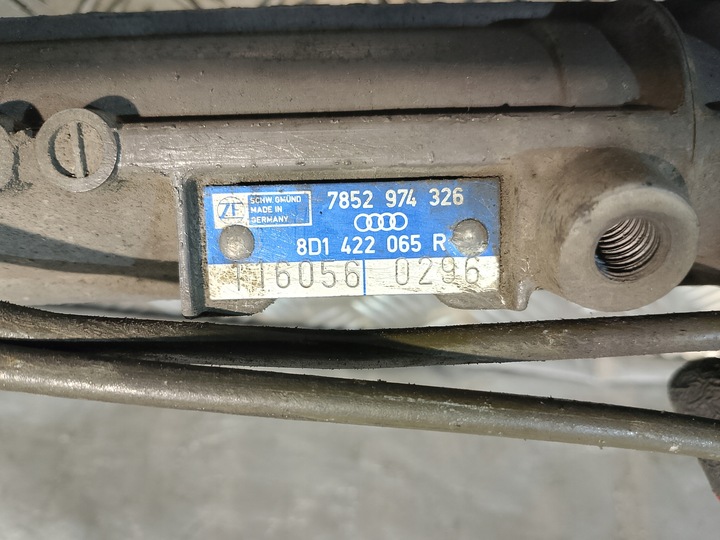 ZF SCHW. GMÜND 7852 974 326
MADE IN
GERMANY
8D1 422 065 R
116056 0296